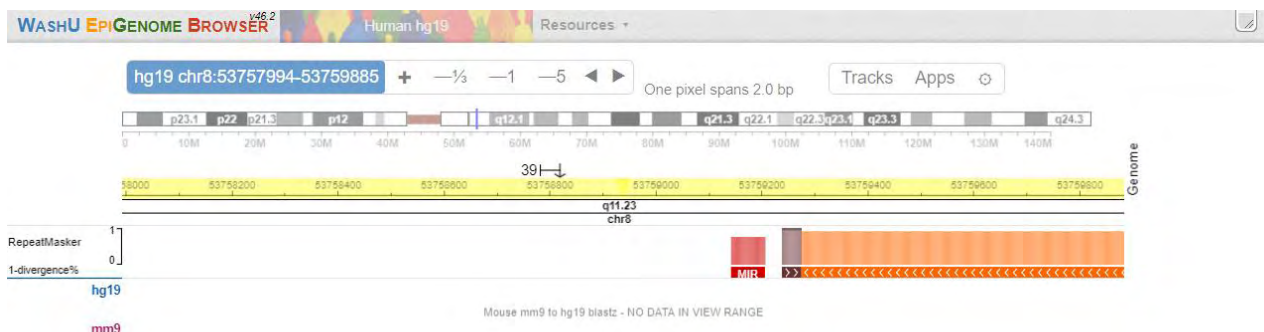 WASHU EPIGENOME BROWSER v46.2 Human hg19 Resources
hg19 chr8:53757994-53759885 + —⅓ —1 —5 ◀ ▶ One pixel spans 2.0 bp Tracks Apps
p23.1 p22 p21.3 p12 q12.1 q21.3 q22.1 q22.3 q23.1 q23.3 q24.3
0 10M 20M 30M 40M 50M 60M 70M 80M 90M 100M 110M 120M 130M 140M
39
58000 53758200 53758400 53758600 53758800 53759000 53759200 53759400 53759600 53759800
Genome
q11.23
chr8
RepeatMasker 1
0
1-divergence% MIR
hg19
Mouse mm9 to hg19 blastz - NO DATA IN VIEW RANGE
mm9